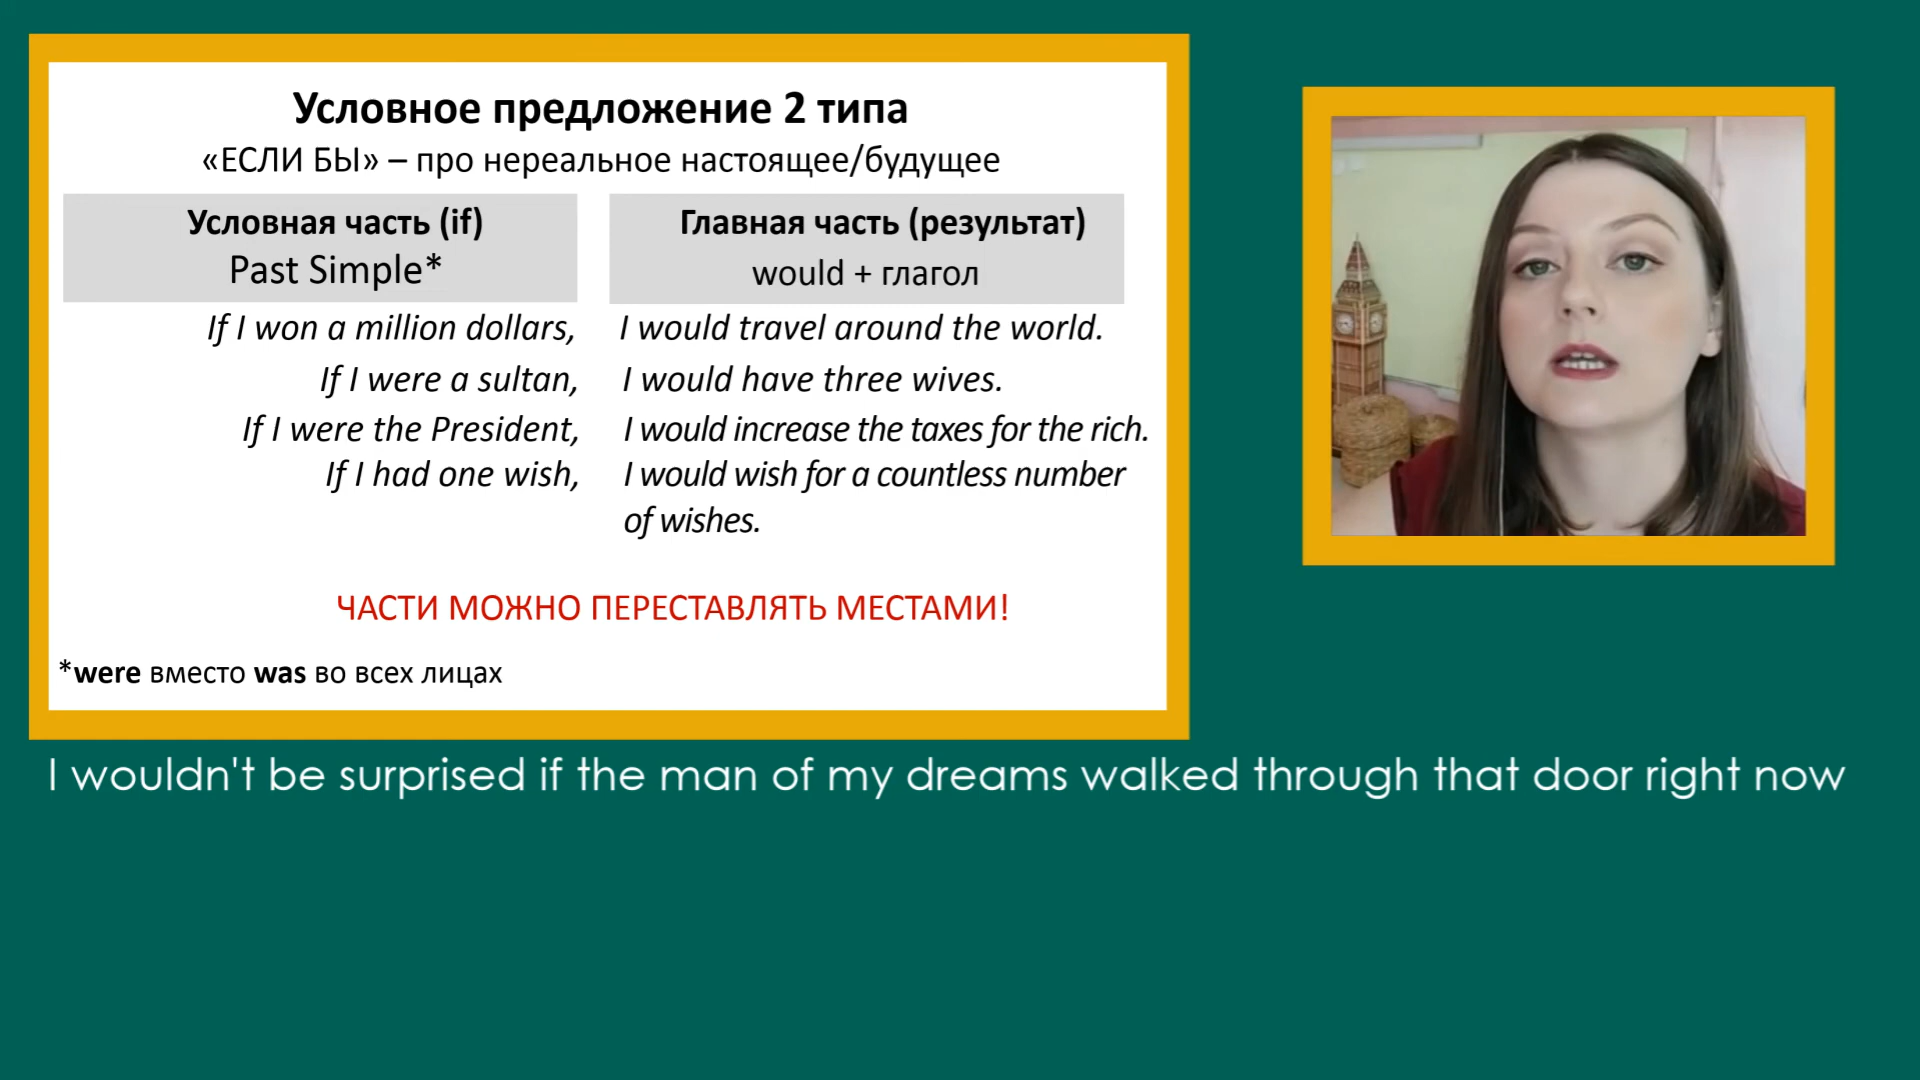 Условное предложение 2 типа
«ЕСЛИ БЫ» – про нереальное настоящее/будущее
Условная часть (if)
Past Simple*
Главная часть (результат)
would + глагол
If I won a million dollars, I would travel around the world.
If I were a sultan, I would have three wives.
If I were the President, I would increase the taxes for the rich.
If I had one wish, I would wish for a countless number
of wishes.
ЧАСТИ МОЖНО ПЕРЕСТАВЛЯТЬ МЕСТАМИ!
*were вместо was во всех лицах
I wouldn't be surprised if the man of my dreams walked through that door right now